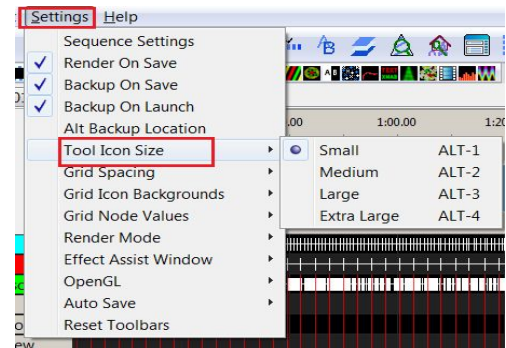 Settings Help
Sequence Settings
Render On Save
Backup On Save
Backup On Launch
Alt Backup Location
.00 1:00.00 1:20
Tool Icon Size
Small ALT-1
Grid Spacing
Medium ALT-2
Grid Icon Backgrounds
Large ALT-3
Grid Node Values
Extra Large ALT-4
Render Mode
Effect Assist Window
OpenGL
Auto Save
Reset Toolbars